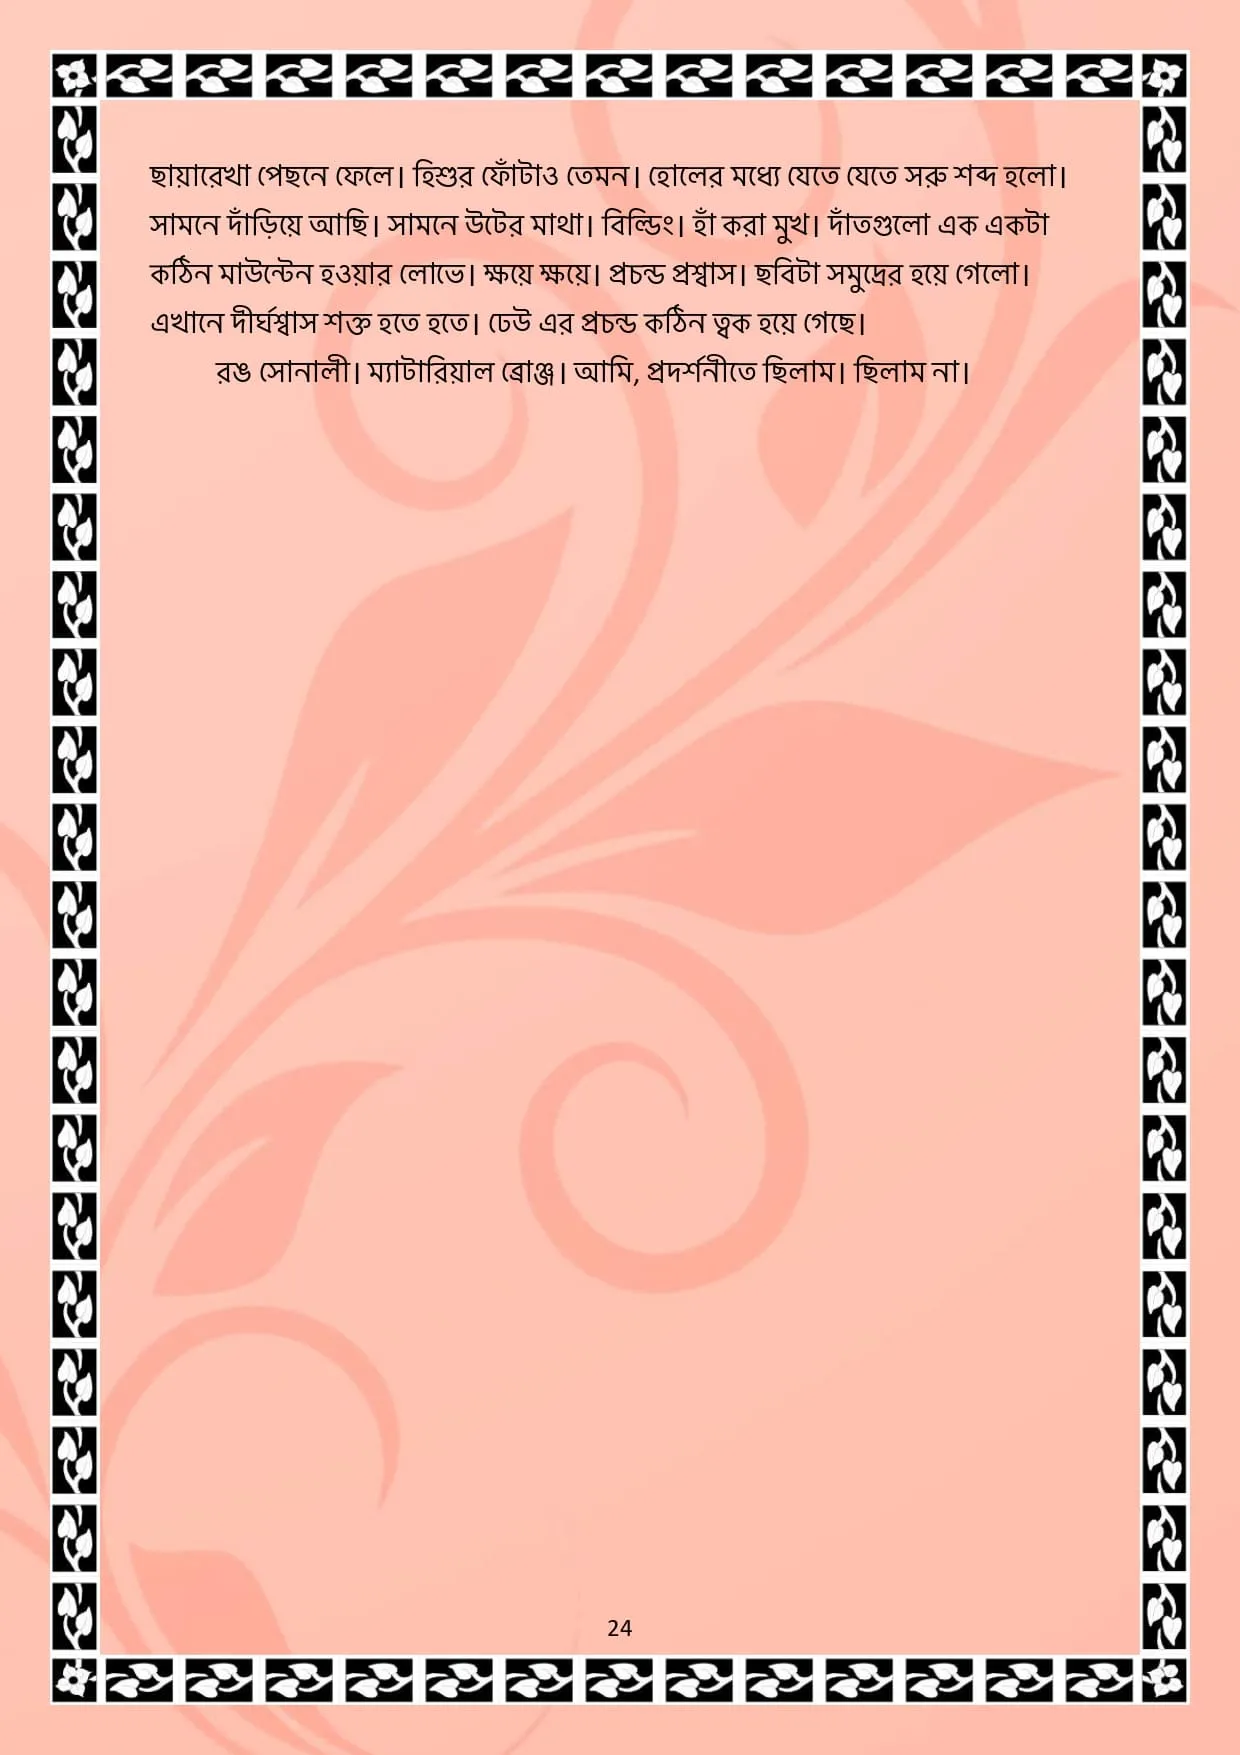 ছায়ারেখা পেছনে ফেলে। হিশুর ফোঁটাও তেমন। হোলের মধ্যে যেতে যেতে সরু শব্দ হলো।
সামনে দাঁড়িয়ে আছি। সামনে উটের মাথা। বিল্ডিং। হাঁ করা মুখ। দাঁতগুলো এক একটা
কঠিন মাউন্টেন হওয়ার লোভে। ক্ষয়ে ক্ষয়ে। প্রচন্ড প্রশ্বাস। ছবিটা সমুদ্রের হয়ে গেলো।
এখানে দীর্ঘশ্বাস শক্ত হতে হতে। ঢেউ এর প্রচন্ড কঠিন ত্বক হয়ে গেছে।
রঙ সোনালী। ম্যাটারিয়াল ব্রোঞ্জ। আমি, প্রদর্শনীতে ছিলাম। ছিলাম না।
24